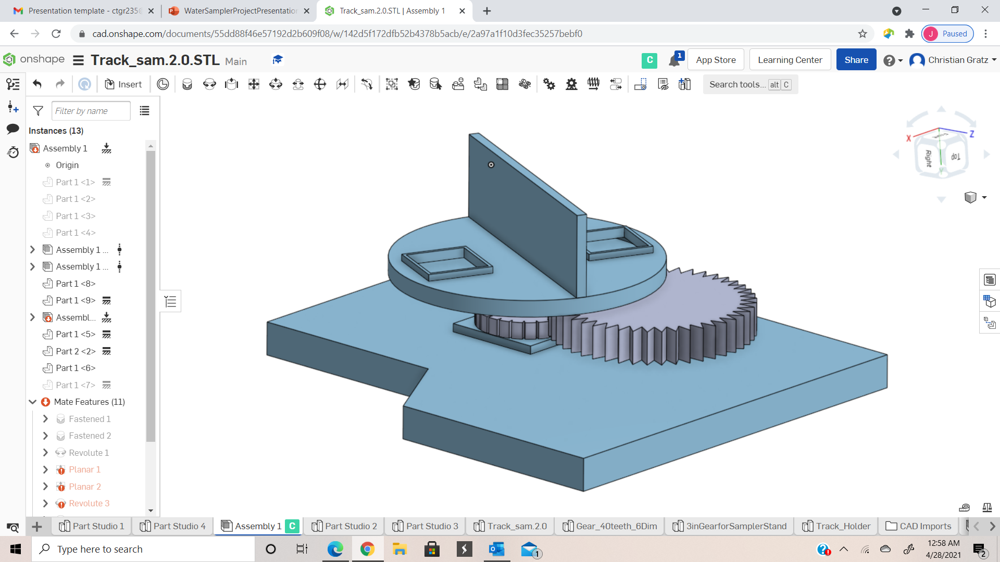 Presentation template - ctgr235@
WaterSamplerProjectPresentation
Track_sam.2.0.STL | Assembly 1
cad.onshape.com/documents/55dd88f46e57192d2b609f08/w/142d5f172dfb52b4378b5acb/e/2a97a1f10d3fec35257bebf0
J Paused
onshape Track_sam.2.0.STL Main
C 1 App Store Learning Center Share Christian Gratz
Insert
Search tools... alt C
Filter by name
Instances (13)
Assembly 1
Origin
Part 1 <1>
Part 1 <2>
Part 1 <3>
Part 1 <4>
Assembly 1 ...
Assembly 1 ...
Part 1 <8>
Part 1 <9>
Assembl...
Part 1 <5>
Part 2 <2>
Part 1 <6>
Part 1 <7>
Mate Features (11)
Fastened 1
Fastened 2
Revolute 1
Planar 1
Planar 2
Revolute 3
X
Z
Y
Front
Right
Top
Part Studio 1
Part Studio 4
Assembly 1 C
Part Studio 2
Part Studio 3
Track_sam.2.0
Gear_40teeth_6Dim
3inGearforSamplerStand
Track_Holder
CAD Imports
Type here to search
1
12:58 AM
4/28/2021
2